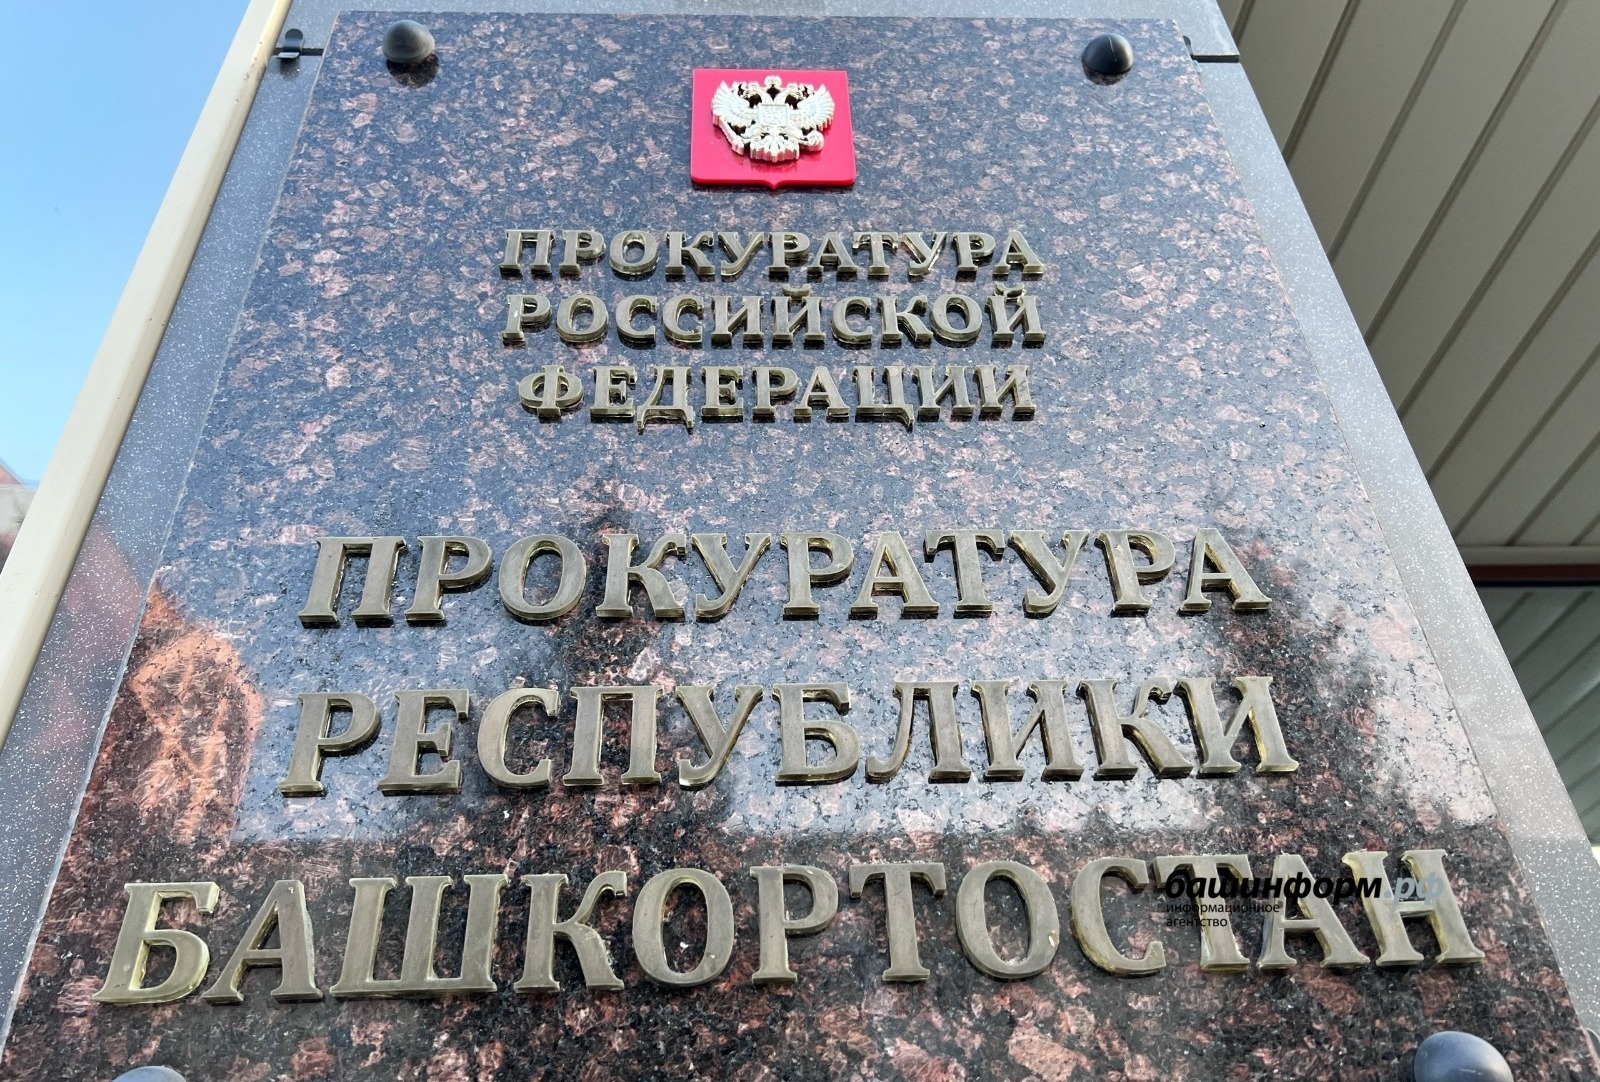 ПРОКУРАТУРА
РОССИЙСКОЙ
ФЕДЕРАЦИИ
ПРОКУРАТУРА
РЕСПУБЛИКИ
БАШКОРТОСТАН
башинформ.рф
информационное
агентство